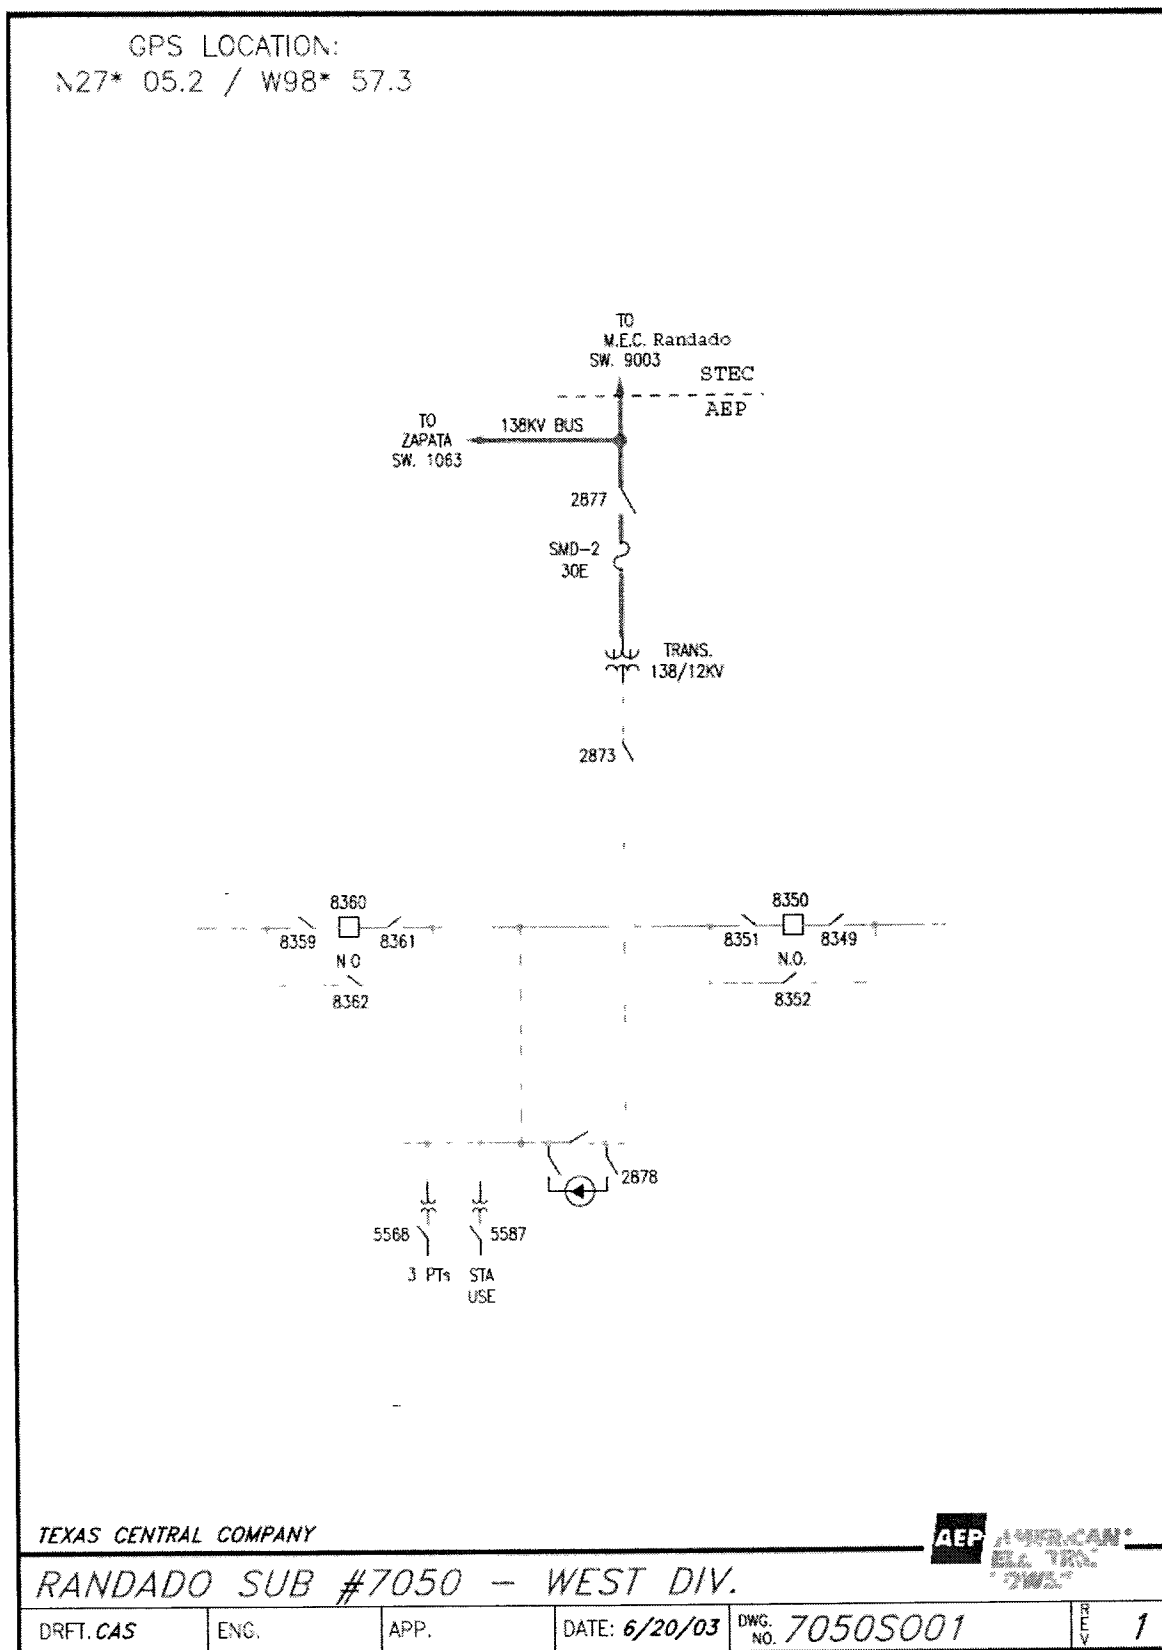 GPS LOCATION:
N27* 05.2 / W98* 57.3
TO
M.E.C. Randado
SW. 9003
STEC
AEP
TO
ZAPATA
SW. 1063
138KV BUS
2877
SMD-2
30E
TRANS.
138/12KV
2873
8360
8359
8361
N O
8362
8350
8351
8349
N.O.
8352
2878
5568
5587
3 PTs
STA
USE
TEXAS CENTRAL COMPANY
AEP
AMERICAN
ELECTRIC
POWER
RANDADO SUB #7050 - WEST DIV.
DRFT. CAS
ENG.
APP.
DATE: 6/20/03
DWG. NO. 7050S001
REV 1